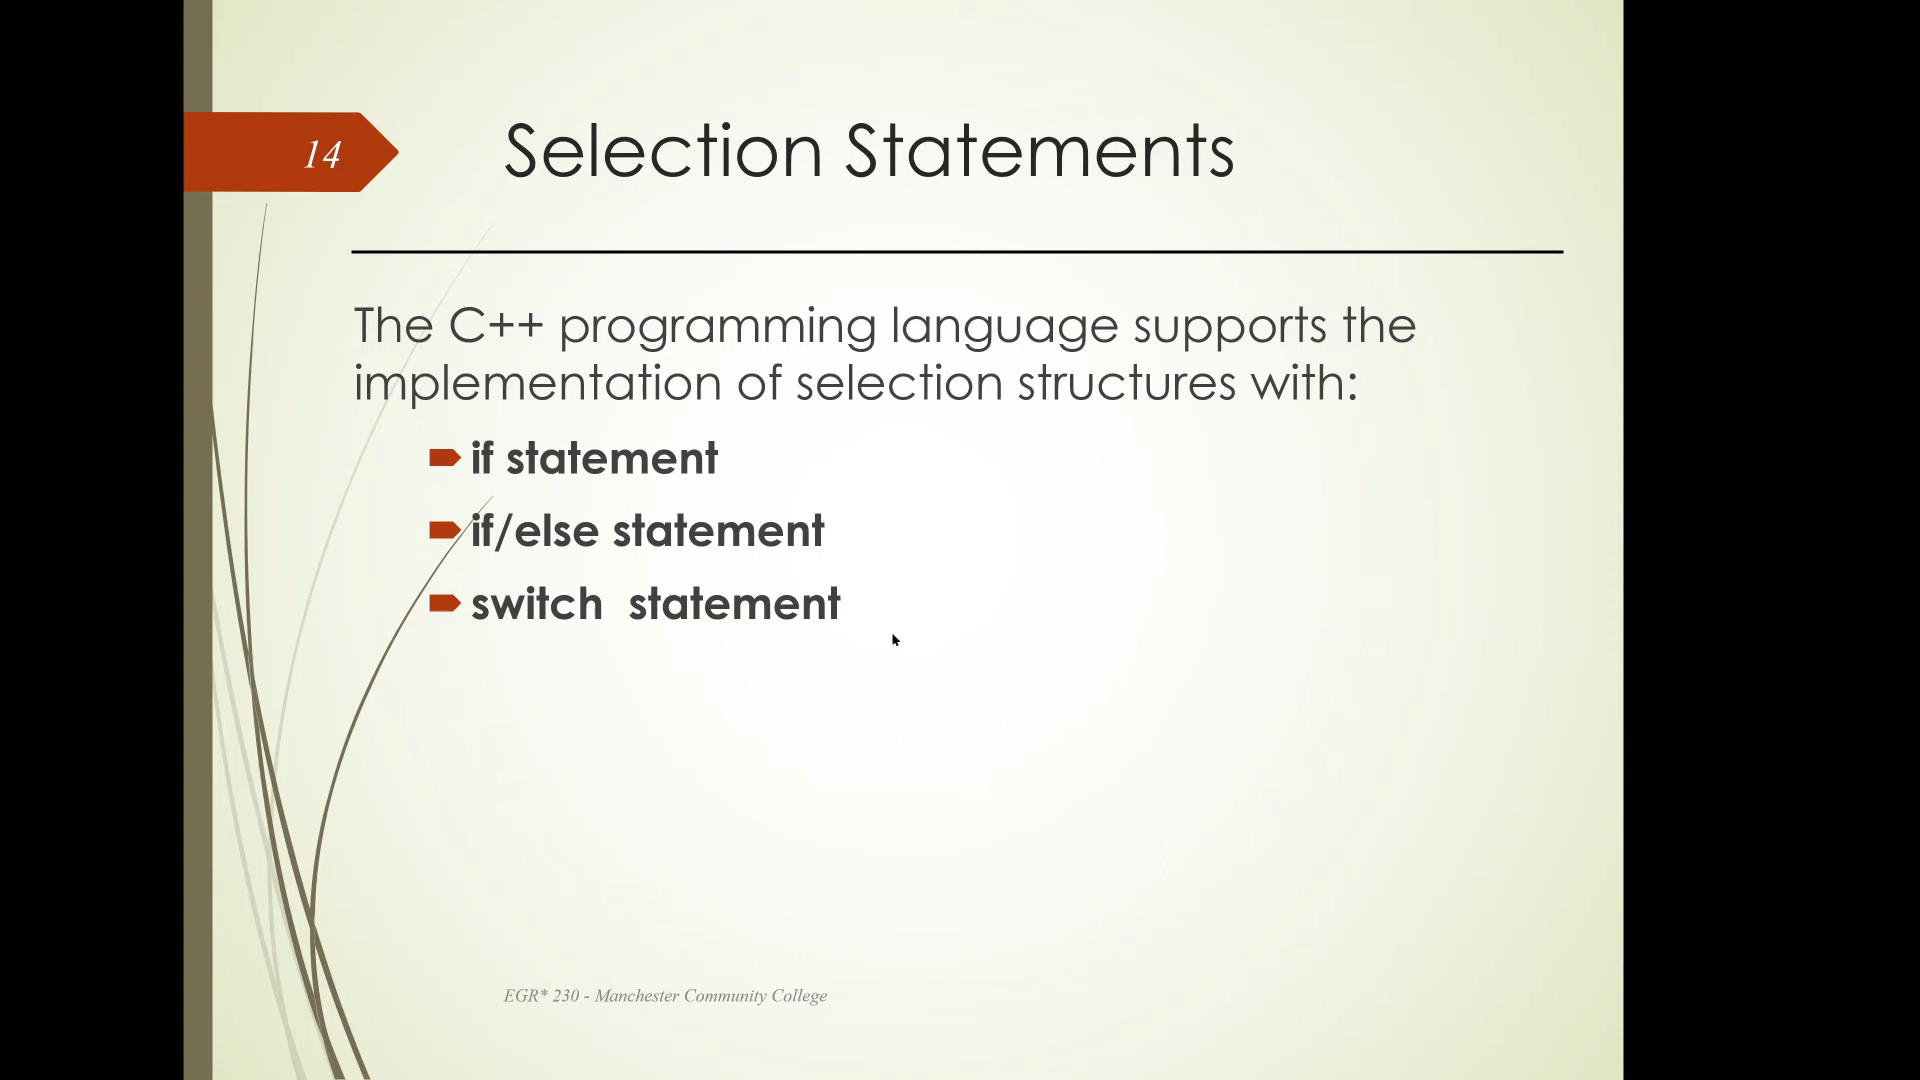 14
Selection Statements
The C++ programming language supports the
implementation of selection structures with:
if statement
if/else statement
switch  statement
EGR* 230 - Manchester Community College